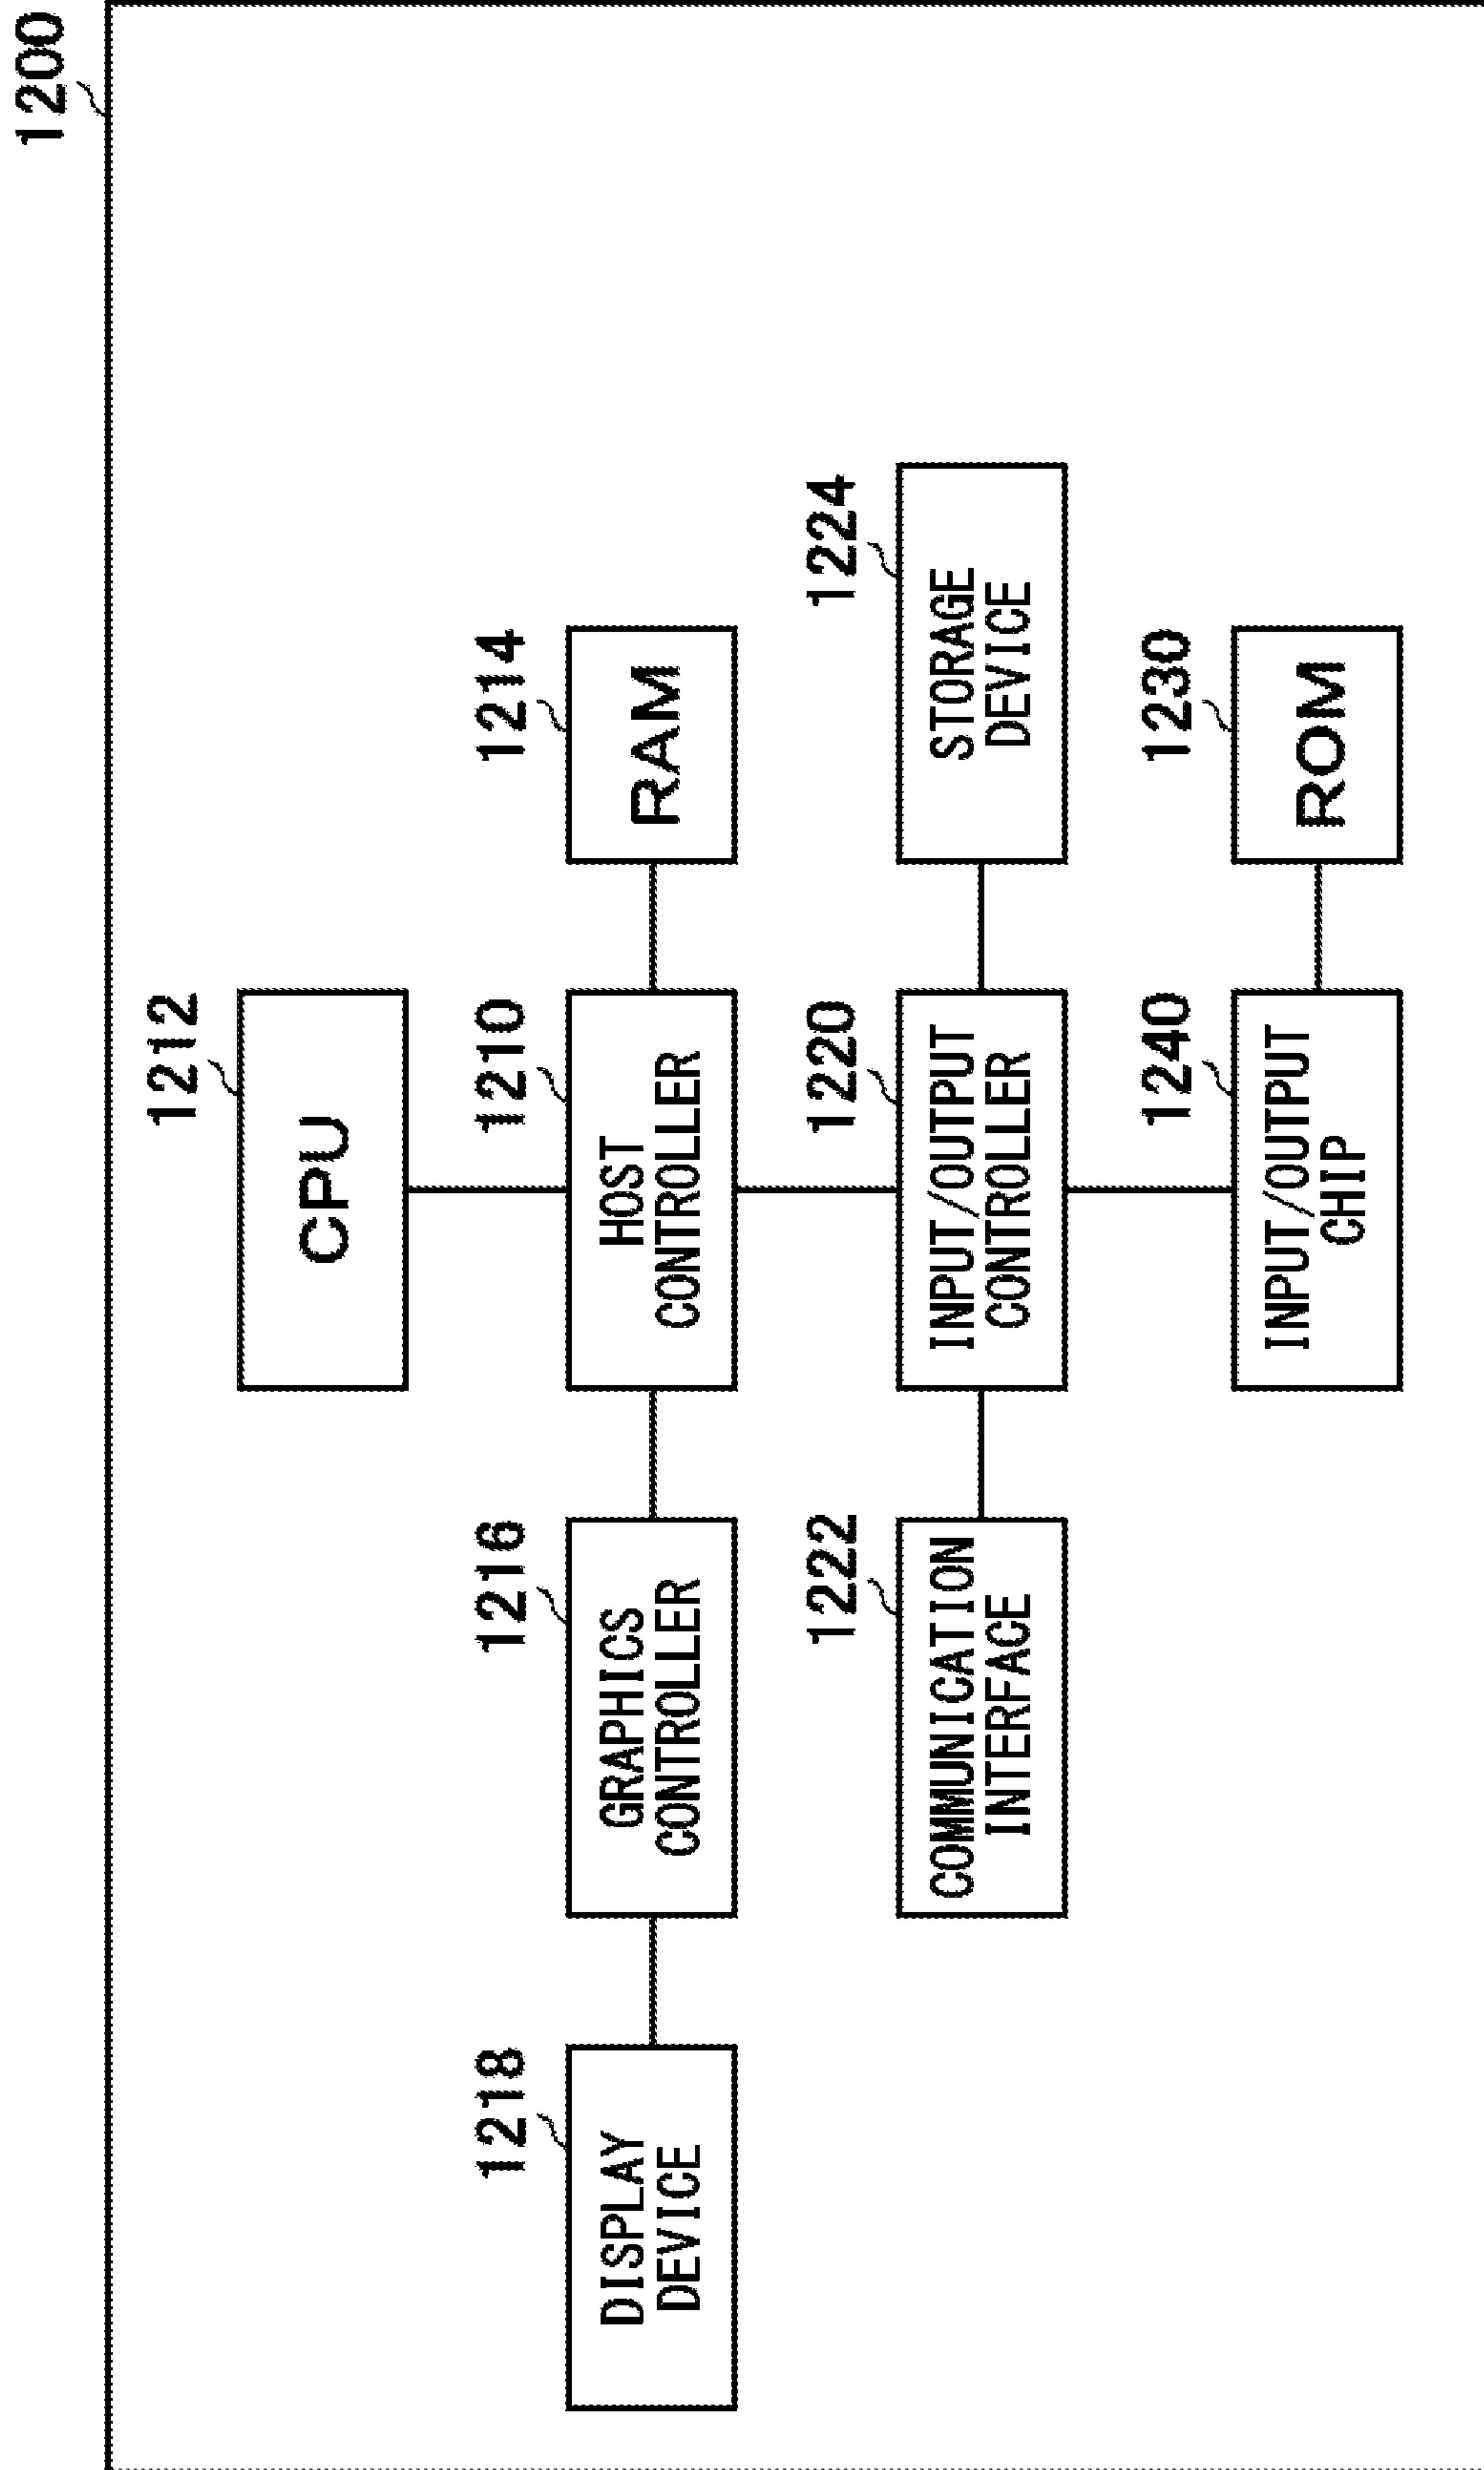 1200
1212
CPU
1218
DISPLAY
DEVICE
1216
GRAPHICS
CONTROLLER
1210
HOST
CONTROLLER
1214
RAM
1222
COMMUNICATION
INTERFACE
1220
INPUT/OUTPUT
CONTROLLER
1224
STORAGE
DEVICE
1240
INPUT/OUTPUT
CHIP
1230
ROM